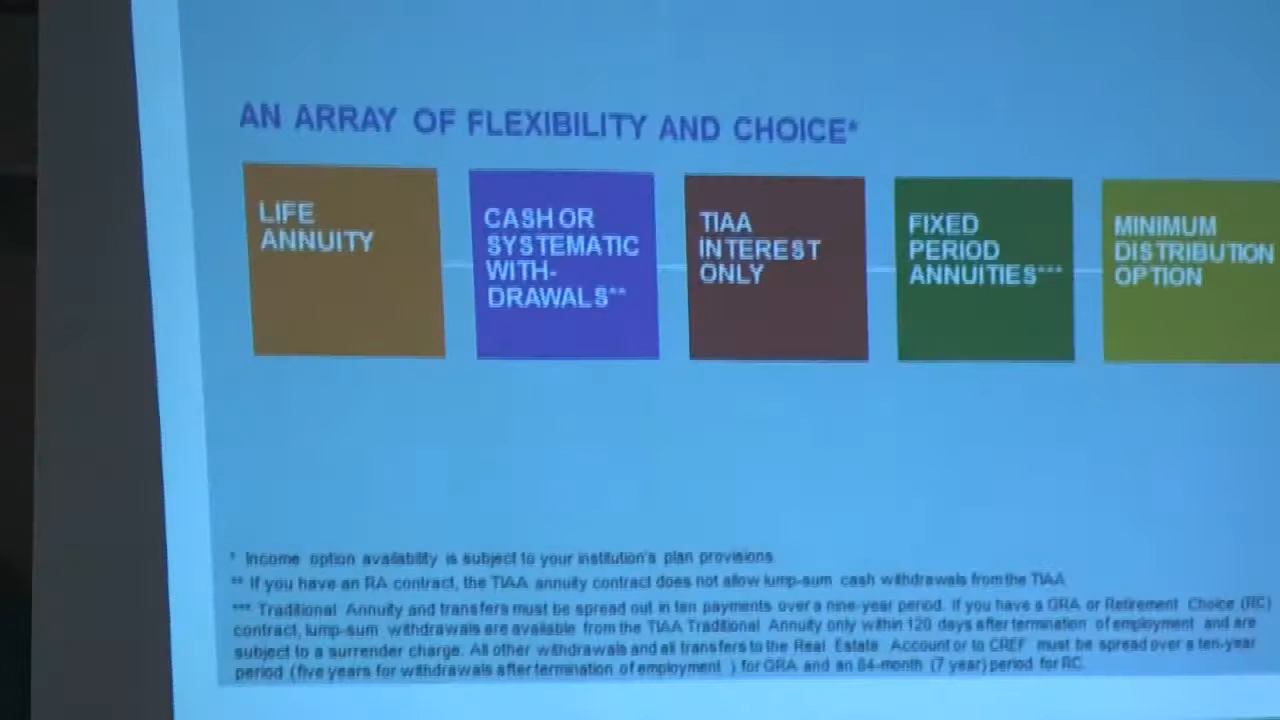 AN ARRAY OF FLEXIBILITY AND CHOICE*
LIFE
ANNUITY
CASH OR
SYSTEMATIC
WITH-
DRAWALS**
TIAA
INTEREST
ONLY
FIXED
PERIOD
ANNUITIES***
MINIMUM
DISTRIBUTION
OPTION
* Income option availability is subject to your institution's plan provisions.
** If you have an RA contract, the TIAA annuity contract does not allow lump-sum cash withdrawals from the TIAA
*** Traditional Annuity and transfers must be spread out in ten payments over a nine-year period. If you have a GRA or Retirement Choice (RC)
contract, lump-sum withdrawals are available from the TIAA Traditional Annuity only within 120 days after termination of employment and are
subject to a surrender charge. All other withdrawals and all transfers to the Real Estate Account or to CREF must be spread over a ten-year
period (five years for withdrawals after termination of employment ) for GRA and an 84-month (7 year) period for RC.